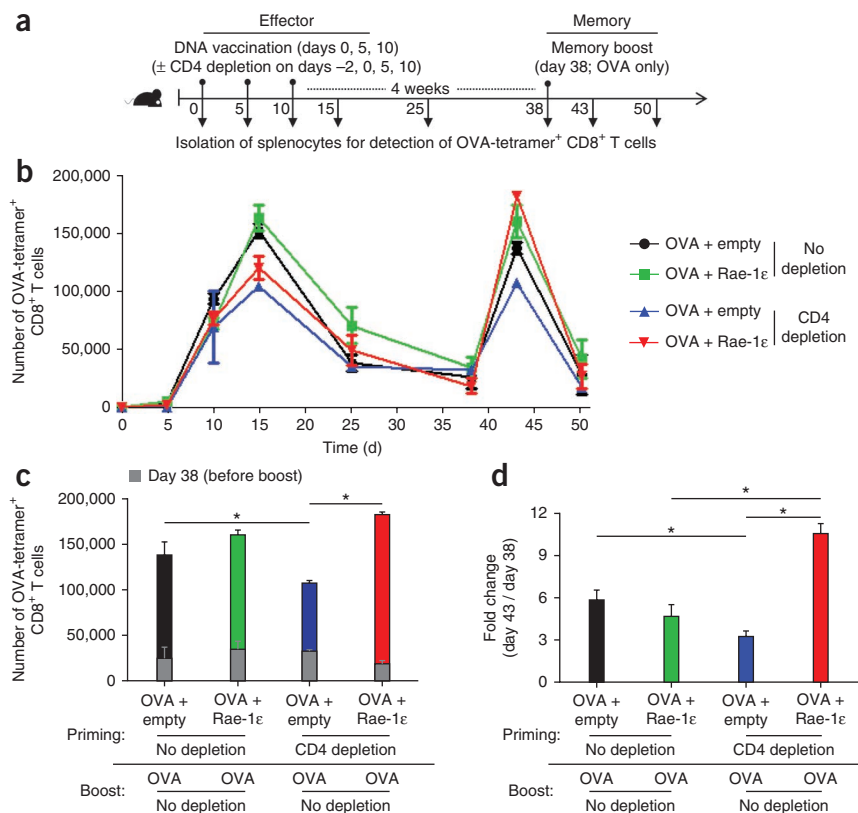 a
Effector
Memory
DNA vaccination (days 0, 5, 10)
(± CD4 depletion on days –2, 0, 5, 10)
Memory boost
(day 38; OVA only)
4 weeks
0 5 10 15 25 38 43 50
Isolation of splenocytes for detection of OVA-tetramer+ CD8+ T cells
b
Number of OVA-tetramer+
CD8+ T cells
200,000
150,000
100,000
50,000
0
0 5 10 15 20 25 30 35 40 45 50
Time (d)
OVA + empty
OVA + Rae-1ε
No
depletion
OVA + empty
OVA + Rae-1ε
CD4
depletion
c
Day 38 (before boost)
Number of OVA-tetramer+
CD8+ T cells
200,000
150,000
100,000
50,000
0
*
*
OVA +
empty
OVA +
Rae-1ε
OVA +
empty
OVA +
Rae-1ε
Priming:
No depletion
CD4 depletion
Boost:
OVA OVA OVA OVA
No depletion
No depletion
d
Fold change
(day 43 / day 38)
12
9
6
3
0
*
*
*
OVA +
empty
OVA +
Rae-1ε
OVA +
empty
OVA +
Rae-1ε
Priming:
No depletion
CD4 depletion
Boost:
OVA OVA OVA OVA
No depletion
No depletion